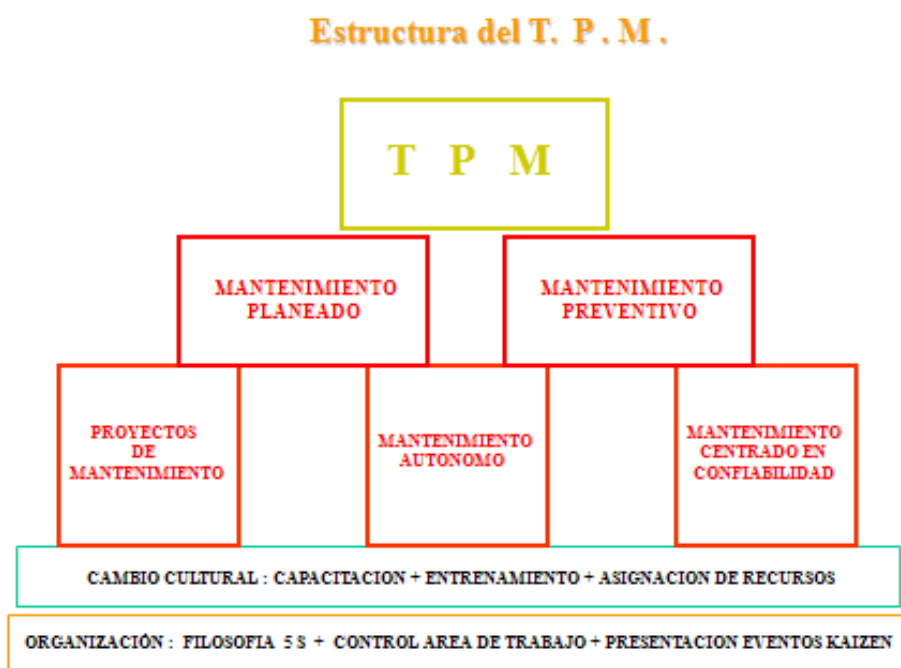 Estructura del T. P . M .
T P M
MANTENIMIENTO
PLANEADO
MANTENIMIENTO
PREVENTIVO
PROYECTOS
DE
MANTENIMIENTO
MANTENIMIENTO
AUTONOMO
MANTENIMIENTO
CENTRADO EN
CONFIABILIDAD
CAMBIO CULTURAL : CAPACITACION + ENTRENAMIENTO + ASIGNACION DE RECURSOS
ORGANIZACIÓN : FILOSOFIA 5 S + CONTROL AREA DE TRABAJO + PRESENTACION EVENTOS KAIZEN